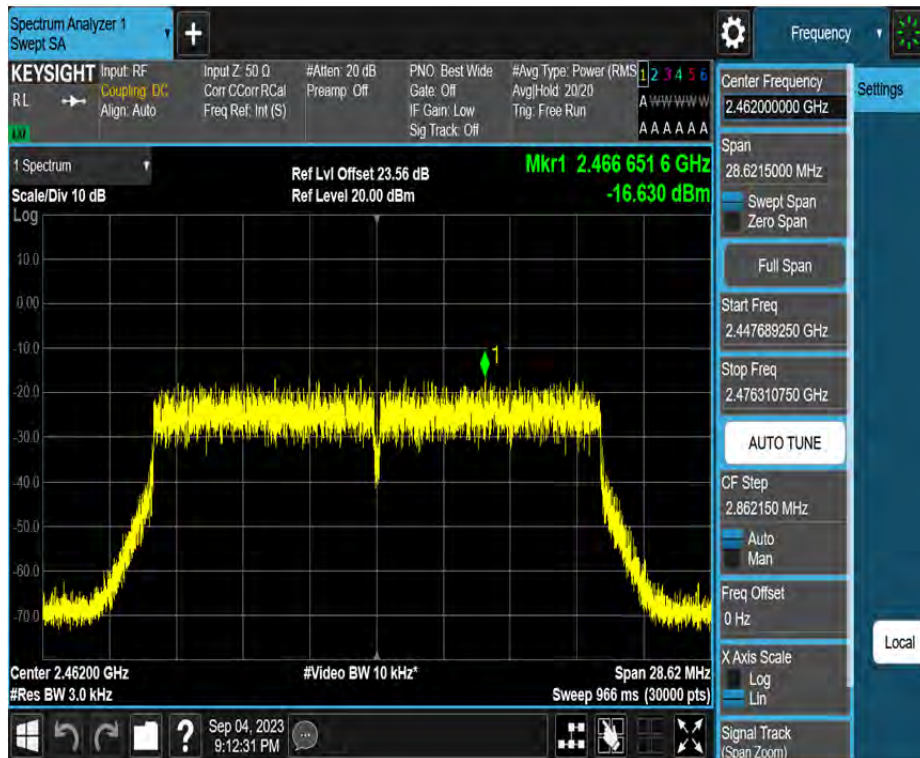 Spectrum Analyzer 1
Swept SA
+
Frequency
KEYSIGHT
RL
Input: RF
Coupling: DC
Align: Auto
Input Z: 50 Ω
Corr CCorr RCal
Freq Ref: Int (S)
#Atten: 20 dB
Preamp: Off
PNO: Best Wide
Gate: Off
IF Gain: Low
Sig Track: Off
#Avg Type: Power (RMS
Avg|Hold: 20/20
Trig: Free Run
1 2 3 4 5 6
A W W W W W
A A A A A A
LXI
1 Spectrum
Scale/Div 10 dB
Ref Lvl Offset 23.56 dB
Ref Level 20.00 dBm
Mkr1 2.466 651 6 GHz
-16.630 dBm
Log
10.0
0.00
-10.0
-20.0
-30.0
-40.0
-50.0
-60.0
-70.0
1
Center 2.46200 GHz
#Res BW 3.0 kHz
#Video BW 10 kHz*
Span 28.62 MHz
Sweep 966 ms (30000 pts)
?
Sep 04, 2023
9:12:31 PM
Center Frequency
2.462000000 GHz
Span
28.6215000 MHz
Swept Span
Zero Span
Full Span
Start Freq
2.447689250 GHz
Stop Freq
2.476310750 GHz
AUTO TUNE
CF Step
2.862150 MHz
Auto
Man
Freq Offset
0 Hz
X Axis Scale
Log
Lin
Signal Track
(Span Zoom)
Settings
Local